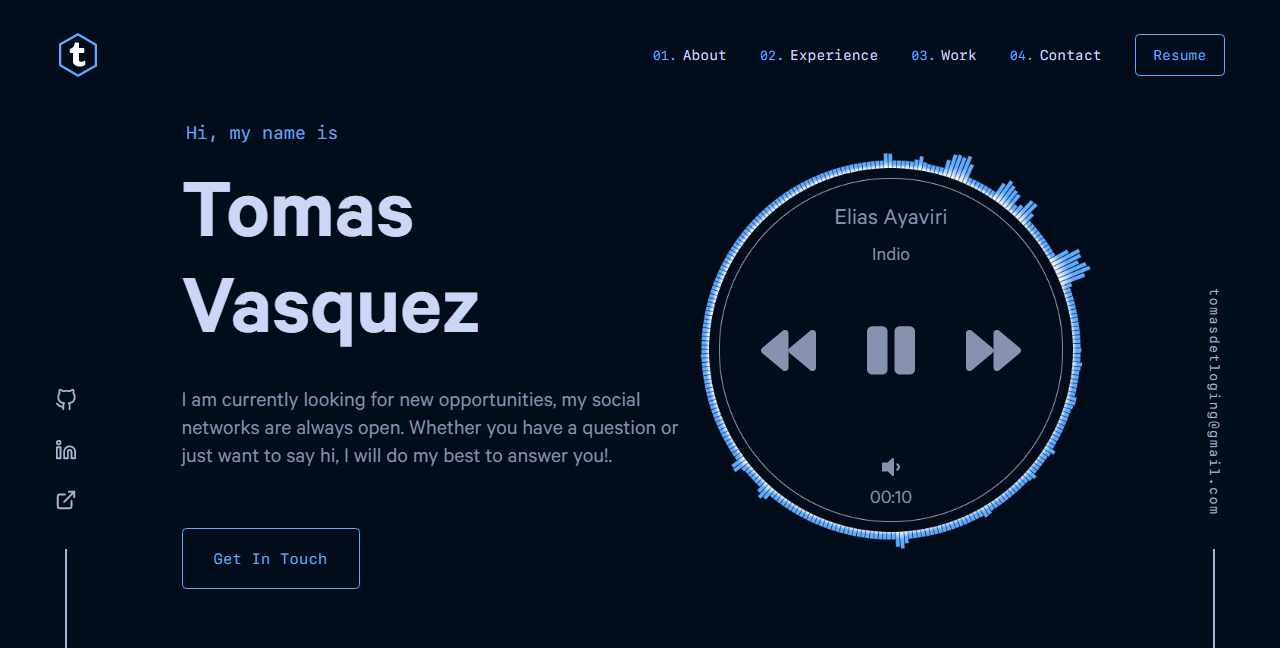 t
01. About 02. Experience 03. Work 04. Contact Resume
Hi, my name is
Tomas
Vasquez
I am currently looking for new opportunities, my social
networks are always open. Whether you have a question or
just want to say hi, I will do my best to answer you!.
Get In Touch
Elias Ayaviri
Indio
00:10
tomasdetloging@gmail.com